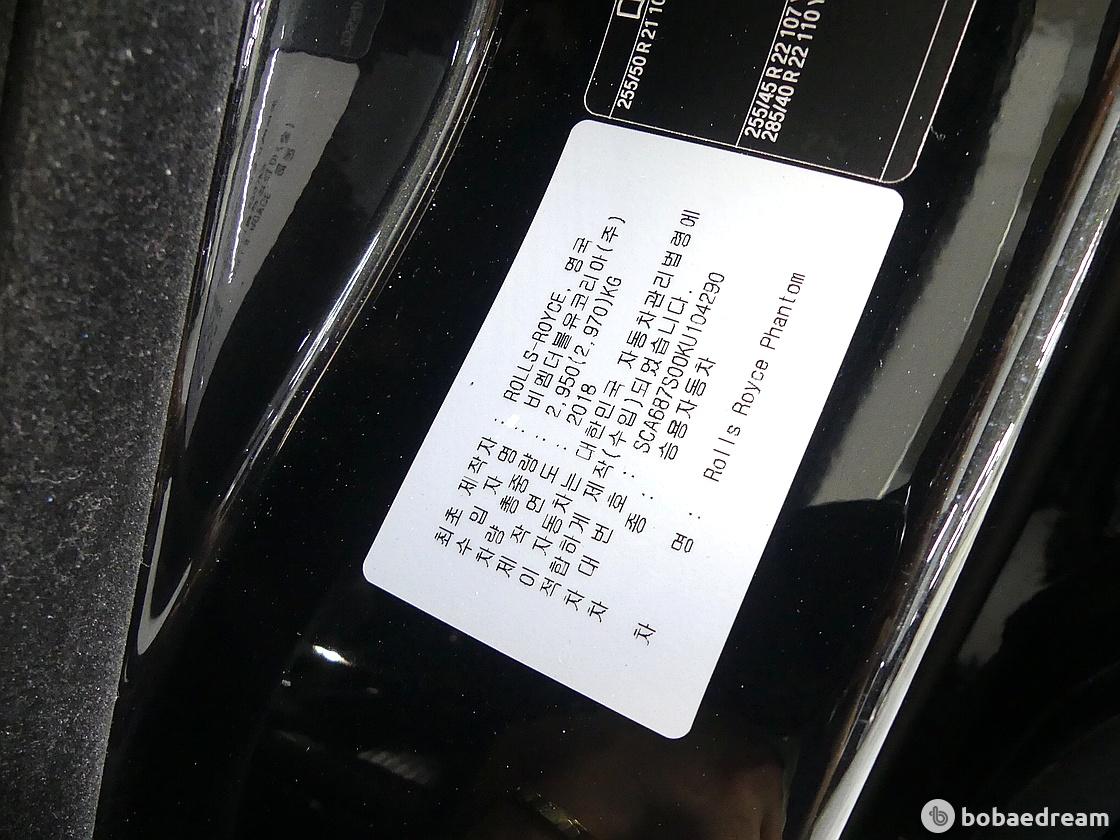 255/50 R 21 10
255/45 R 22 107 Y
285/40 R 22 110 Y
최초 제작자 : ROLLS-ROYCE, 영국
수입자명 : 비엠더블유코리아(주)
차량총중량 : 2,950(2,970)KG
제작연도 : 2018
이 자동차는 대한민국 자동차관리법령에
적합하게 제작(수입)되었습니다.
차대번호 : SCA687S00KU104290
차종 : 승용자동차
차명 : Rolls Royce Phantom
bobaedream